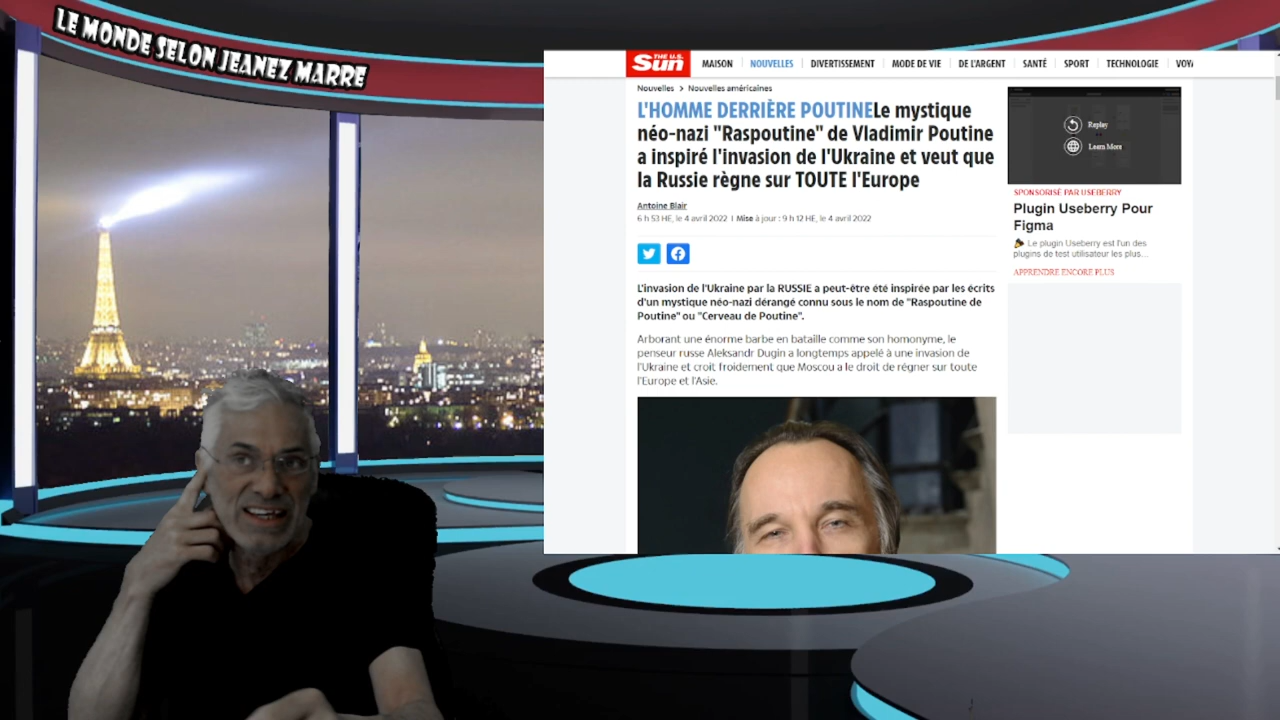 LE MONDE SELON JEANEZ MARRE
THE U.S. Sun
MAISON NOUVELLES DIVERTISSEMENT MODE DE VIE DE L'ARGENT SANTÉ SPORT TECHNOLOGIE VOY
Nouvelles > Nouvelles américaines
L'HOMME DERRIÈRE POUTINELe mystique
néo-nazi "Raspoutine" de Vladimir Poutine
a inspiré l'invasion de l'Ukraine et veut que
la Russie règne sur TOUTE l'Europe
Antoine Blair
6 h 53 HE, le 4 avril 2022 | Mise à jour : 9 h 12 HE, le 4 avril 2022
L'invasion de l'Ukraine par la RUSSIE a peut-être été inspirée par les écrits
d'un mystique néo-nazi dérangé connu sous le nom de "Raspoutine de
Poutine" ou "Cerveau de Poutine".
Arborant une énorme barbe en bataille comme son homonyme, le
penseur russe Aleksandr Dugin a longtemps appelé à une invasion de
l'Ukraine et croit froidement que Moscou a le droit de régner sur toute
l'Europe et l'Asie.
Replay
Learn More
SPONSORISÉ PAR USEBERRY
Plugin Useberry Pour
Figma
Le plugin Useberry est l'un des
plugins de test utilisateur les plus...
APPRENDRE ENCORE PLUS